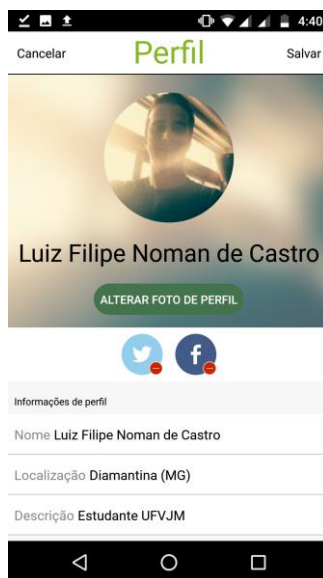 4:40
Cancelar Perfil Salvar
Luiz Filipe Noman de Castro
ALTERAR FOTO DE PERFIL
Informações de perfil
Nome Luiz Filipe Noman de Castro
Localização Diamantina (MG)
Descrição Estudante UFVJM